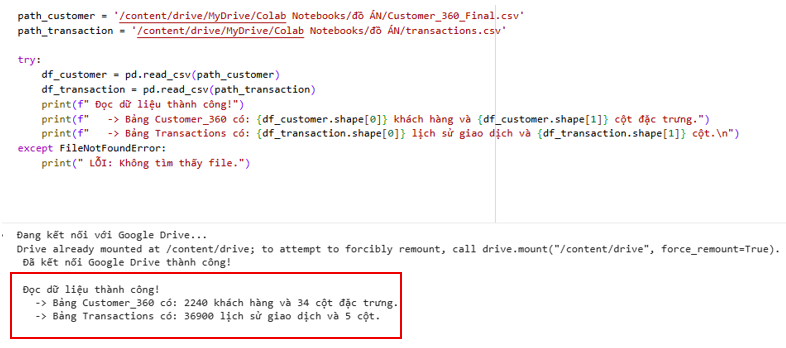 path_customer = '/content/drive/MyDrive/Colab Notebooks/đồ ÁN/Customer_360_Final.csv'
path_transaction = '/content/drive/MyDrive/Colab Notebooks/đồ ÁN/transactions.csv'
try:
df_customer = pd.read_csv(path_customer)
df_transaction = pd.read_csv(path_transaction)
print(f" Đọc dữ liệu thành công!")
print(f"   -> Bảng Customer_360 có: {df_customer.shape[0]} khách hàng và {df_customer.shape[1]} cột đặc trưng.")
print(f"   -> Bảng Transactions có: {df_transaction.shape[0]} lịch sử giao dịch và {df_transaction.shape[1]} cột.\n")
except FileNotFoundError:
print(" LỖI: Không tìm thấy file.")
Đang kết nối với Google Drive...
Drive already mounted at /content/drive; to attempt to forcibly remount, call drive.mount("/content/drive", force_remount=True).
Đã kết nối Google Drive thành công!
Đọc dữ liệu thành công!
-> Bảng Customer_360 có: 2240 khách hàng và 34 cột đặc trưng.
-> Bảng Transactions có: 36900 lịch sử giao dịch và 5 cột.